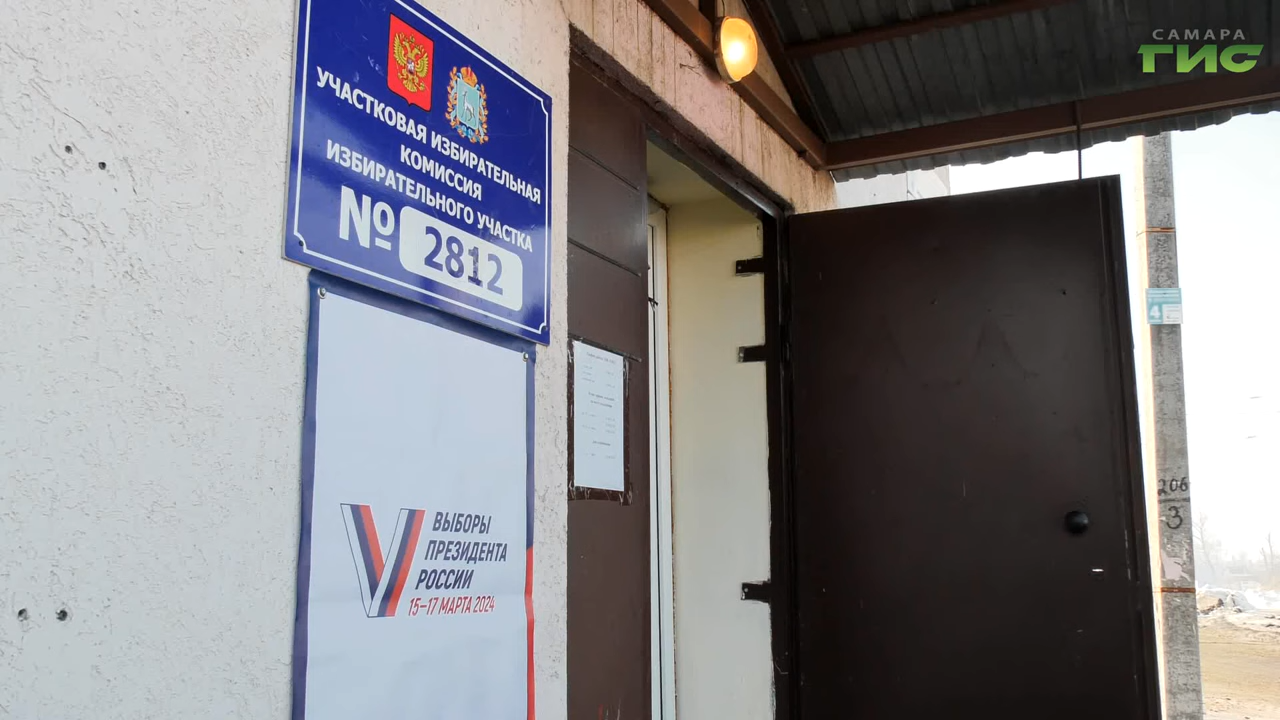 САМАРА
ГИС
УЧАСТКОВАЯ ИЗБИРАТЕЛЬНАЯ
КОМИССИЯ
ИЗБИРАТЕЛЬНОГО УЧАСТКА
№ 2812
ВЫБОРЫ
ПРЕЗИДЕНТА
РОССИИ
15–17 МАРТА 2024
4
206
3